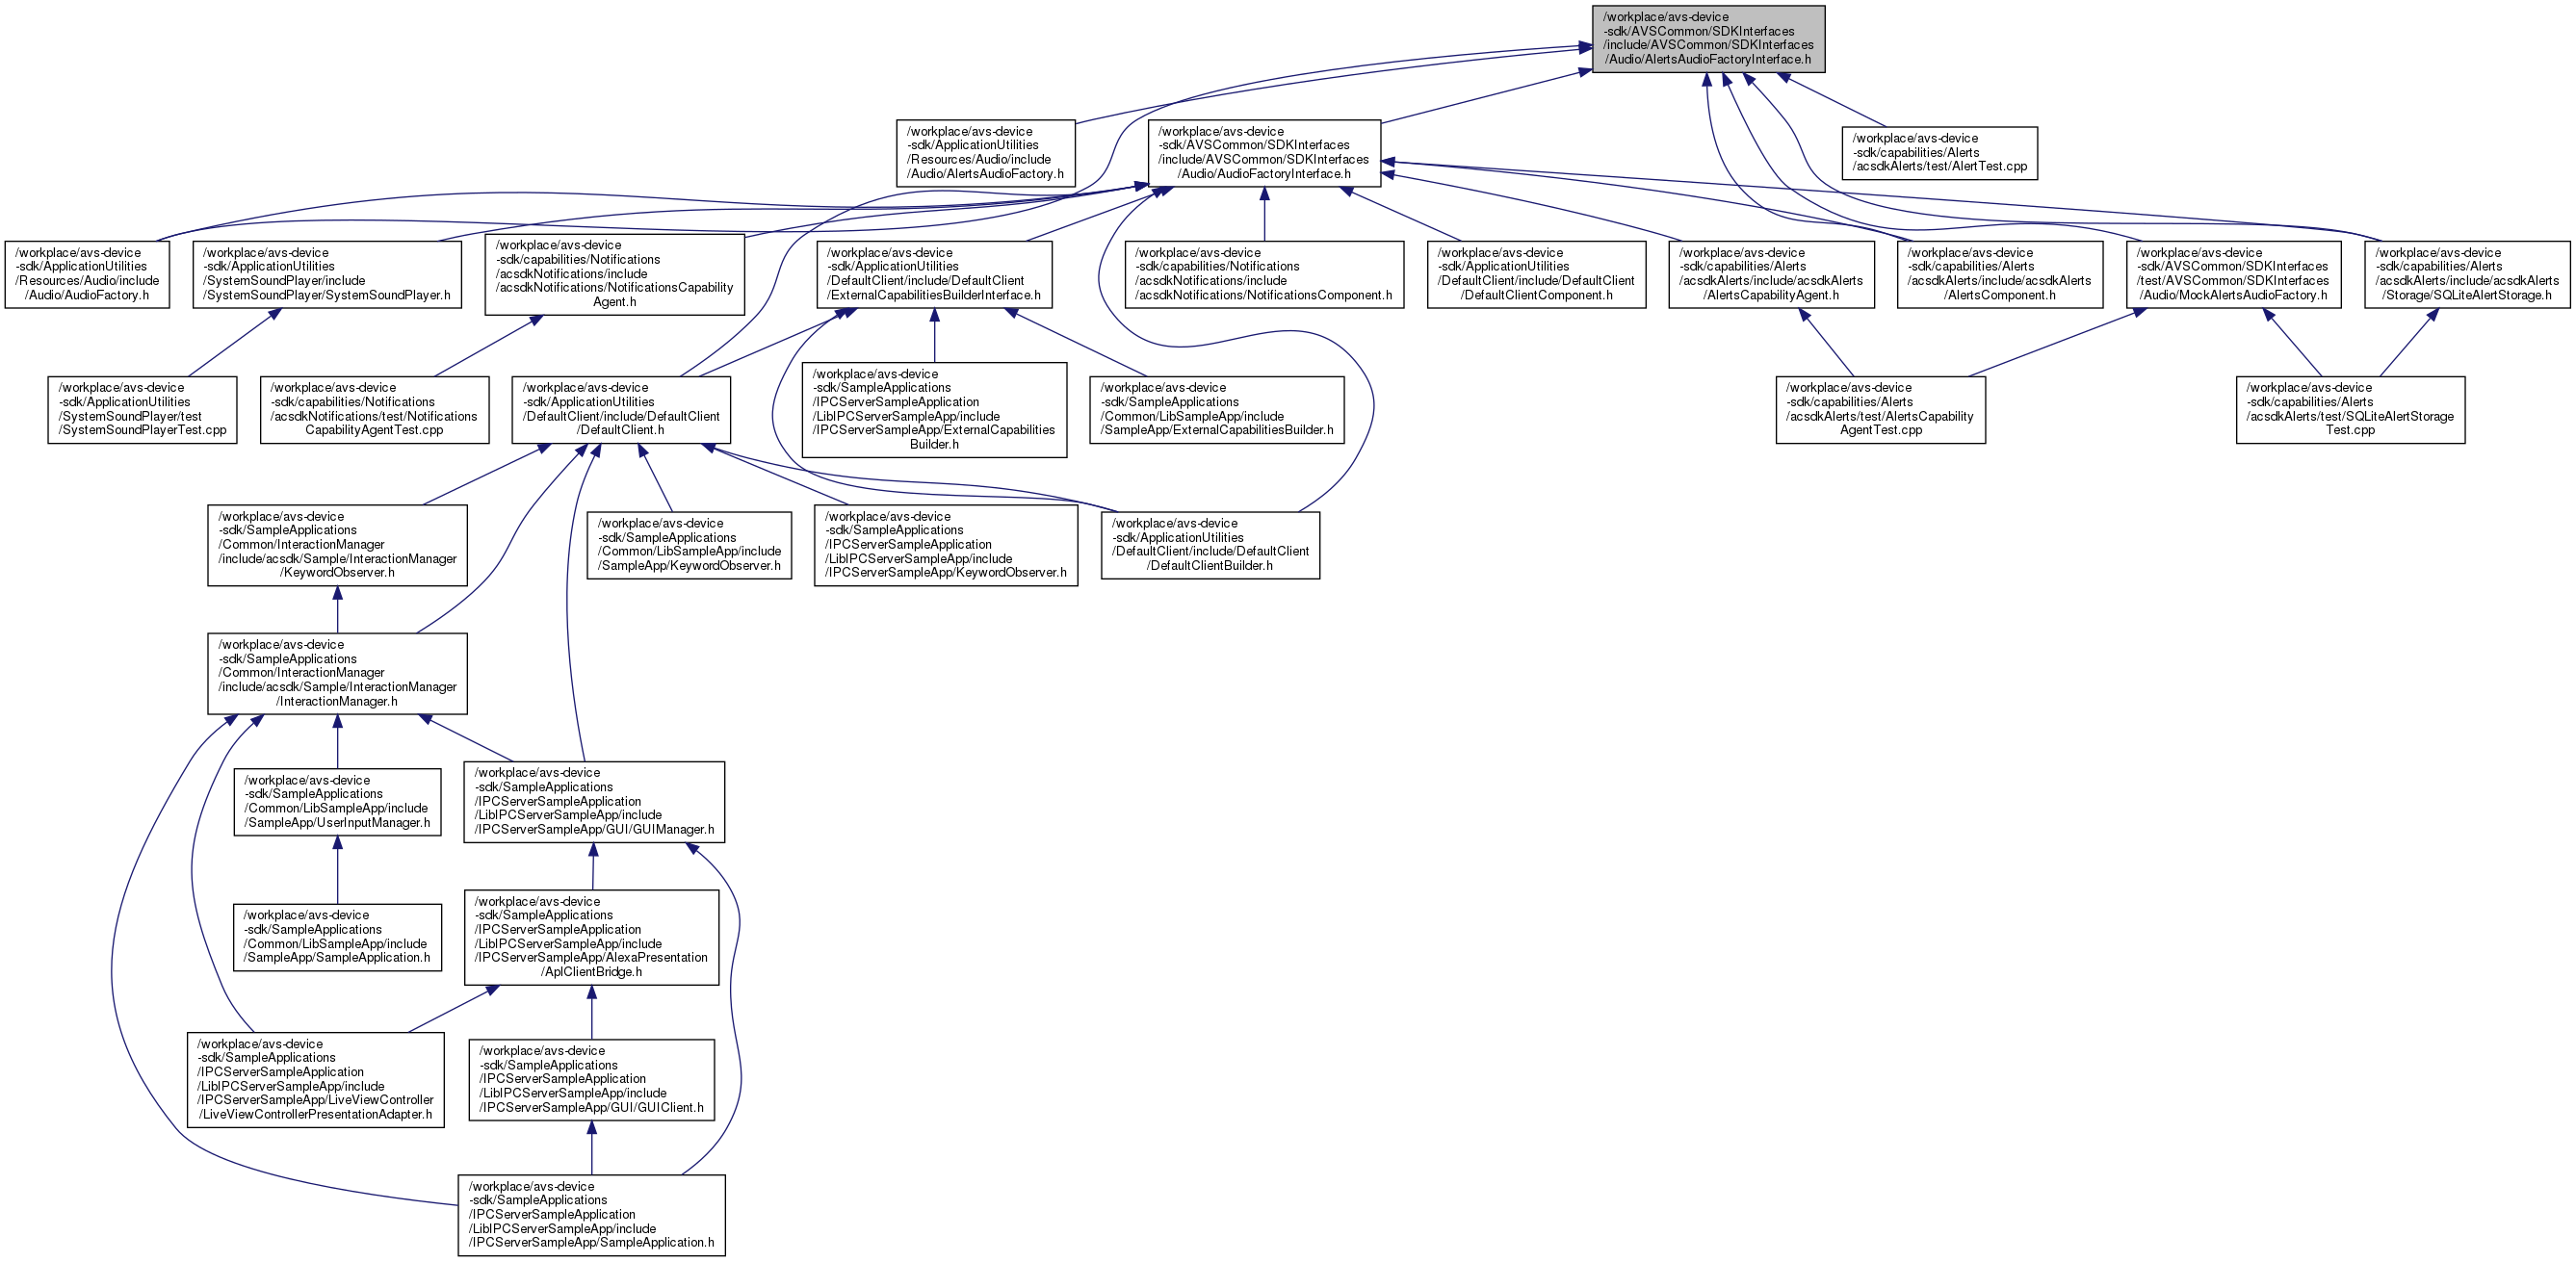 /workplace/avs-device
-sdk/AVSCommon/SDKInterfaces
/include/AVSCommon/SDKInterfaces
/Audio/AlertsAudioFactoryInterface.h
/workplace/avs-device
-sdk/ApplicationUtilities
/Resources/Audio/include
/Audio/AlertsAudioFactory.h
/workplace/avs-device
-sdk/AVSCommon/SDKInterfaces
/include/AVSCommon/SDKInterfaces
/Audio/AudioFactoryInterface.h
/workplace/avs-device
-sdk/capabilities/Alerts
/acsdkAlerts/test/AlertTest.cpp
/workplace/avs-device
-sdk/ApplicationUtilities
/Resources/Audio/include
/Audio/AudioFactory.h
/workplace/avs-device
-sdk/ApplicationUtilities
/SystemSoundPlayer/include
/SystemSoundPlayer/SystemSoundPlayer.h
/workplace/avs-device
-sdk/capabilities/Notifications
/acsdkNotifications/include
/acsdkNotifications/NotificationsCapability
Agent.h
/workplace/avs-device
-sdk/ApplicationUtilities
/DefaultClient/include/DefaultClient
/ExternalCapabilitiesBuilderInterface.h
/workplace/avs-device
-sdk/capabilities/Notifications
/acsdkNotifications/include
/acsdkNotifications/NotificationsComponent.h
/workplace/avs-device
-sdk/ApplicationUtilities
/DefaultClient/include/DefaultClient
/DefaultClientComponent.h
/workplace/avs-device
-sdk/capabilities/Alerts
/acsdkAlerts/include/acsdkAlerts
/AlertsCapabilityAgent.h
/workplace/avs-device
-sdk/capabilities/Alerts
/acsdkAlerts/include/acsdkAlerts
/AlertsComponent.h
/workplace/avs-device
-sdk/AVSCommon/SDKInterfaces
/test/AVSCommon/SDKInterfaces
/Audio/MockAlertsAudioFactory.h
/workplace/avs-device
-sdk/capabilities/Alerts
/acsdkAlerts/include/acsdkAlerts
/Storage/SQLiteAlertStorage.h
/workplace/avs-device
-sdk/ApplicationUtilities
/SystemSoundPlayer/test
/SystemSoundPlayerTest.cpp
/workplace/avs-device
-sdk/capabilities/Notifications
/acsdkNotifications/test/Notifications
CapabilityAgentTest.cpp
/workplace/avs-device
-sdk/ApplicationUtilities
/DefaultClient/include/DefaultClient
/DefaultClient.h
/workplace/avs-device
-sdk/SampleApplications
/IPCServerSampleApplication
/LibIPCServerSampleApp/include
/IPCServerSampleApp/ExternalCapabilities
Builder.h
/workplace/avs-device
-sdk/SampleApplications
/Common/LibSampleApp/include
/SampleApp/ExternalCapabilitiesBuilder.h
/workplace/avs-device
-sdk/capabilities/Alerts
/acsdkAlerts/test/AlertsCapability
AgentTest.cpp
/workplace/avs-device
-sdk/capabilities/Alerts
/acsdkAlerts/test/SQLiteAlertStorage
Test.cpp
/workplace/avs-device
-sdk/SampleApplications
/Common/InteractionManager
/include/acsdk/Sample/InteractionManager
/KeywordObserver.h
/workplace/avs-device
-sdk/SampleApplications
/Common/LibSampleApp/include
/SampleApp/KeywordObserver.h
/workplace/avs-device
-sdk/SampleApplications
/IPCServerSampleApplication
/LibIPCServerSampleApp/include
/IPCServerSampleApp/KeywordObserver.h
/workplace/avs-device
-sdk/ApplicationUtilities
/DefaultClient/include/DefaultClient
/DefaultClientBuilder.h
/workplace/avs-device
-sdk/SampleApplications
/Common/InteractionManager
/include/acsdk/Sample/InteractionManager
/InteractionManager.h
/workplace/avs-device
-sdk/SampleApplications
/Common/LibSampleApp/include
/SampleApp/UserInputManager.h
/workplace/avs-device
-sdk/SampleApplications
/IPCServerSampleApplication
/LibIPCServerSampleApp/include
/IPCServerSampleApp/GUI/GUIManager.h
/workplace/avs-device
-sdk/SampleApplications
/Common/LibSampleApp/include
/SampleApp/SampleApplication.h
/workplace/avs-device
-sdk/SampleApplications
/IPCServerSampleApplication
/LibIPCServerSampleApp/include
/IPCServerSampleApp/AlexaPresentation
/AplClientBridge.h
/workplace/avs-device
-sdk/SampleApplications
/IPCServerSampleApplication
/LibIPCServerSampleApp/include
/IPCServerSampleApp/LiveViewController
/LiveViewControllerPresentationAdapter.h
/workplace/avs-device
-sdk/SampleApplications
/IPCServerSampleApplication
/LibIPCServerSampleApp/include
/IPCServerSampleApp/GUI/GUIClient.h
/workplace/avs-device
-sdk/SampleApplications
/IPCServerSampleApplication
/LibIPCServerSampleApp/include
/IPCServerSampleApp/SampleApplication.h